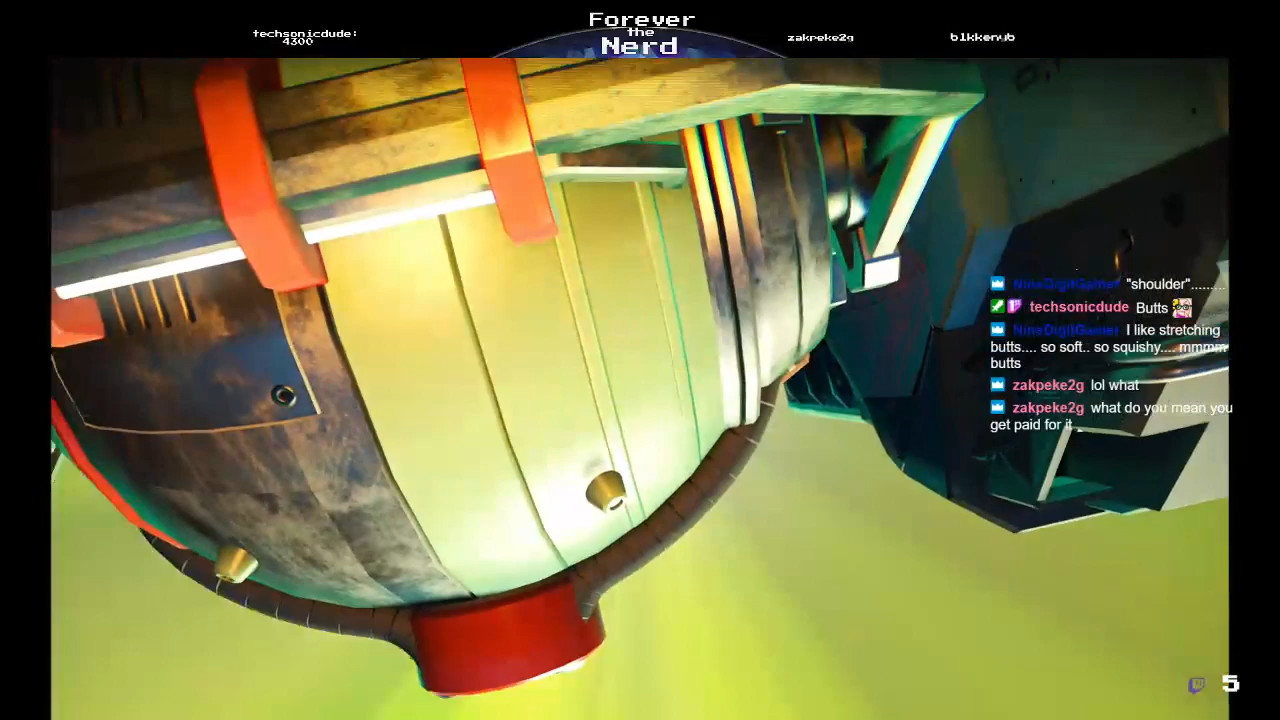 Forever
the
Nerd
techsonicdude:
4300
zakpeke2g
b1kkenyb
NineDigitGamer "shoulder".........
techsonicdude Butts
NineDigitGamer I like stretching
butts.... so soft.. so squishy.... mmmm
butts
zakpeke2g lol what
zakpeke2g what do you mean you
get paid for it
5